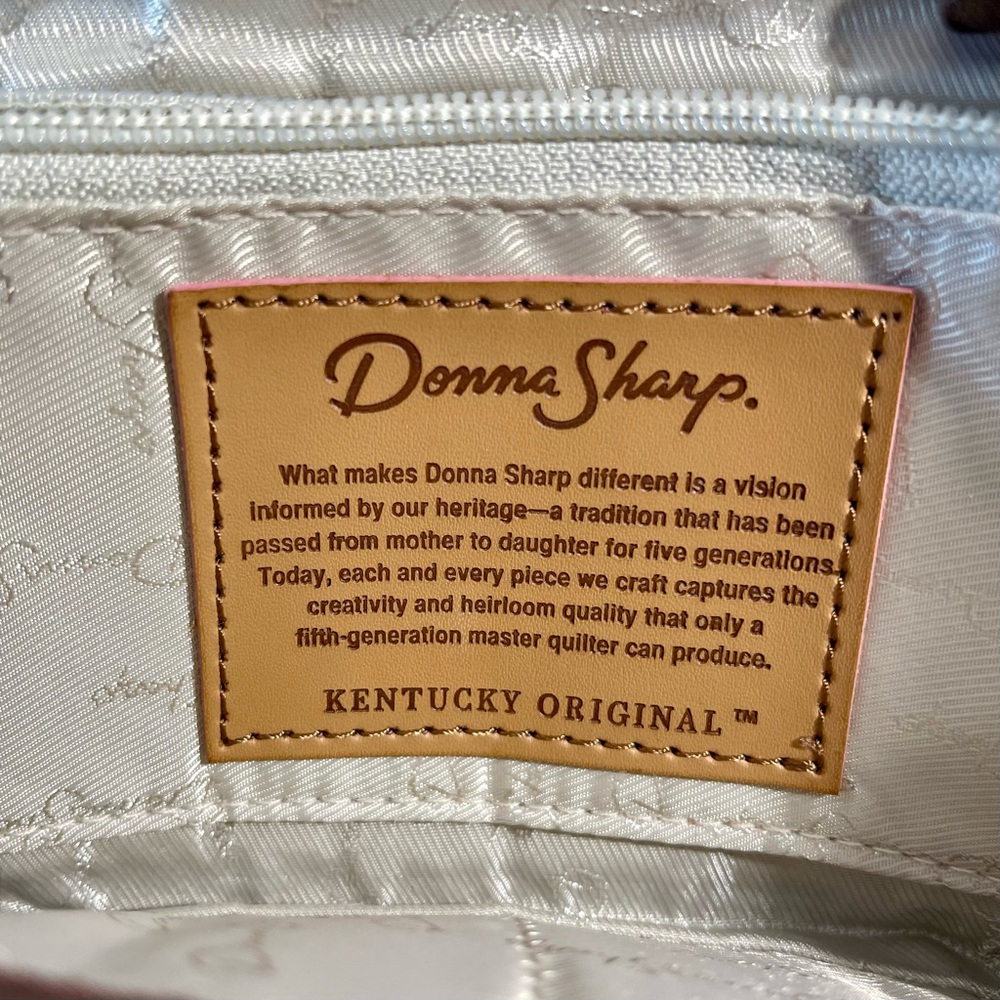 Donna Sharp.
What makes Donna Sharp different is a vision
informed by our heritage—a tradition that has been
passed from mother to daughter for five generations.
Today, each and every piece we craft captures the
creativity and heirloom quality that only a
fifth-generation master quilter can produce.
KENTUCKY ORIGINAL™